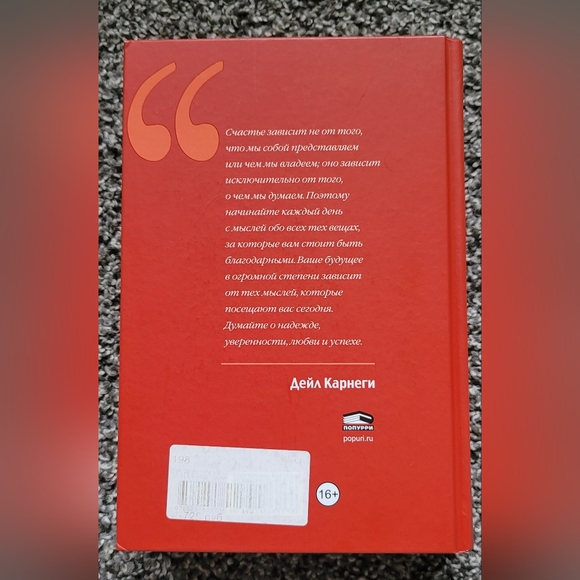 Счастье зависит не от того,
что мы собой представляем
или чем мы владеем; оно зависит
исключительно от того,
о чем мы думаем. Поэтому
начинайте каждый день
с мыслей обо всех тех вещах,
за которые вам стоит быть
благодарными. Ваше будущее
в огромной степени зависит
от тех мыслей, которые
посещают вас сегодня.
Думайте о надежде,
уверенности, любви и успехе.
Дейл Карнеги
ПОПУРРИ
popuri.ru
16+